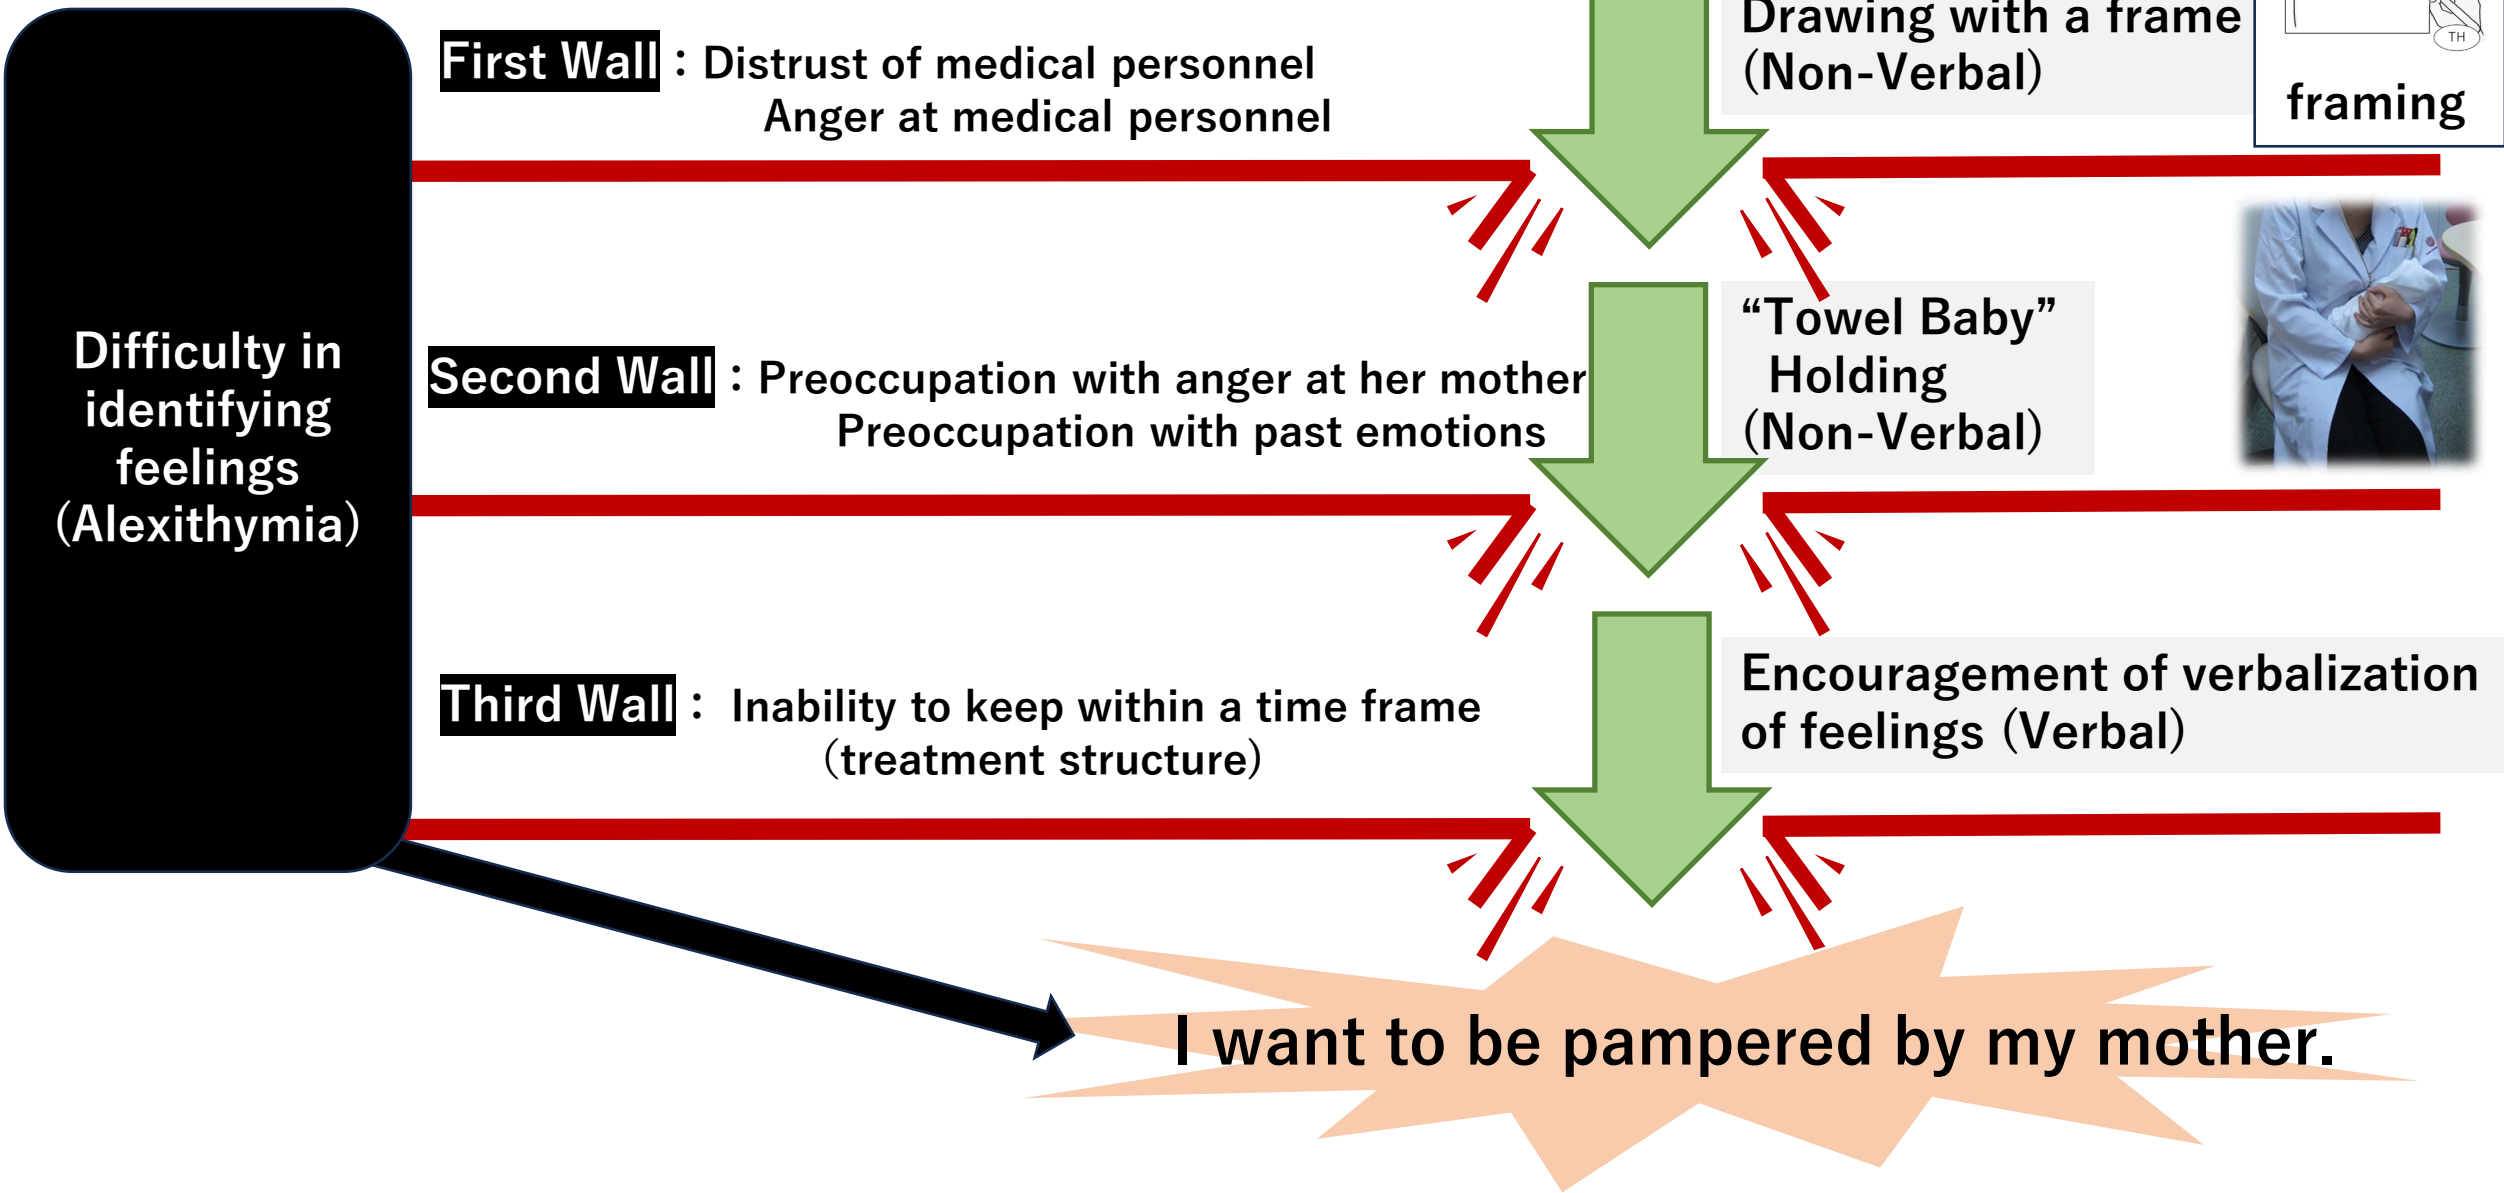 Difficulty in
identifying
feelings
(Alexithymia)
First Wall : Distrust of medical personnel
Anger at medical personnel
Drawing with a frame
(Non-Verbal)
TH
framing
Second Wall : Preoccupation with anger at her mother
Preoccupation with past emotions
“Towel Baby”
Holding
(Non-Verbal)
Third Wall : Inability to keep within a time frame
(treatment structure)
Encouragement of verbalization
of feelings (Verbal)
I want to be pampered by my mother.